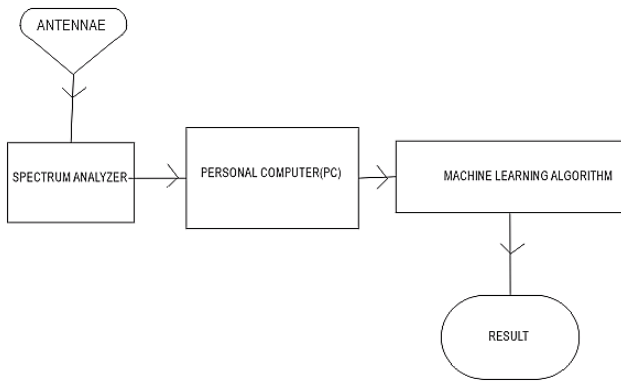 ANTENNAE
SPECTRUM ANALYZER
PERSONAL COMPUTER(PC)
MACHINE LEARNING ALGORITHM
RESULT